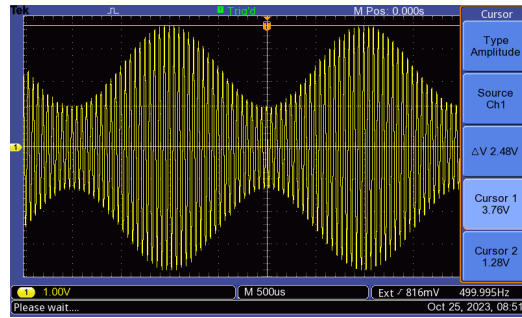 Tek Trig'd M Pos: 0.000s Cursor
T
Type
Amplitude
Source
Ch1
△V 2.48V
1
Cursor 1
3.76V
Cursor 2
1.28V
1 1.00V M 500us Ext / 816mV 499.995Hz
Please wait.... Oct 25, 2023, 08:51